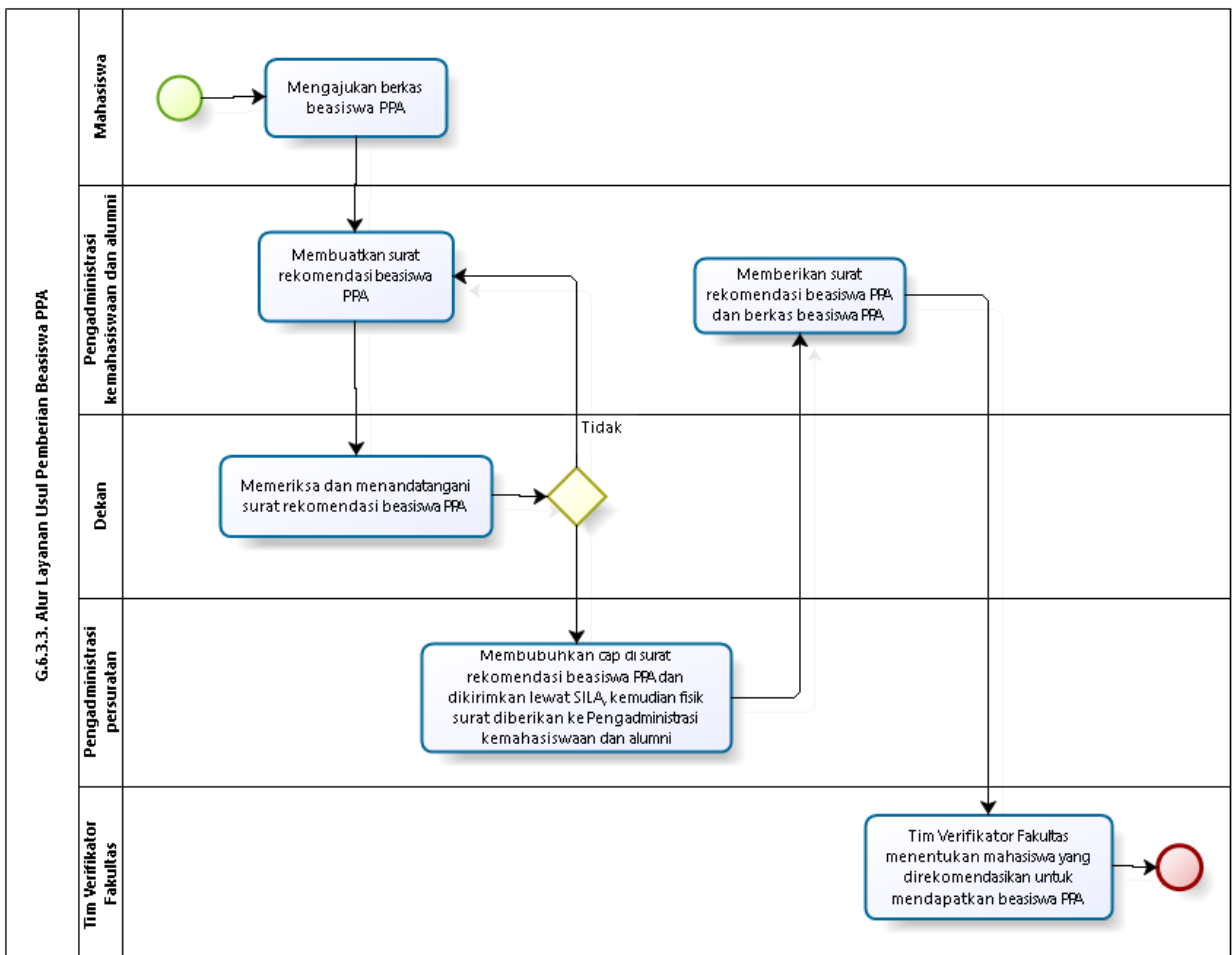 G.6.3.3. Alur Layanan Usul Pemberian Beasiswa PPA
Mahasiswa
Mengajukan berkas
beasiswa PPA
Pengadministrasi
kemahasiswaan dan alumni
Membuatkan surat
rekomendasi beasiswa
PPA
Memberikan surat
rekomendasi beasiswa PPA
dan berkas beasiswa PPA
Dekan
Memeriksa dan menandatangani
surat rekomendasi beasiswa PPA
Tidak
Pengadministrasi
persuratan
Membubuhkan cap di surat
rekomendasi beasiswa PPA dan
dikirimkan lewat SILA, kemudian fisik
surat diberikan ke Pengadministrasi
kemahasiswaan dan alumni
Tim Verifikator
Fakultas
Tim Verifikator Fakultas
menentukan mahasiswa yang
direkomendasikan untuk
mendapatkan beasiswa PPA